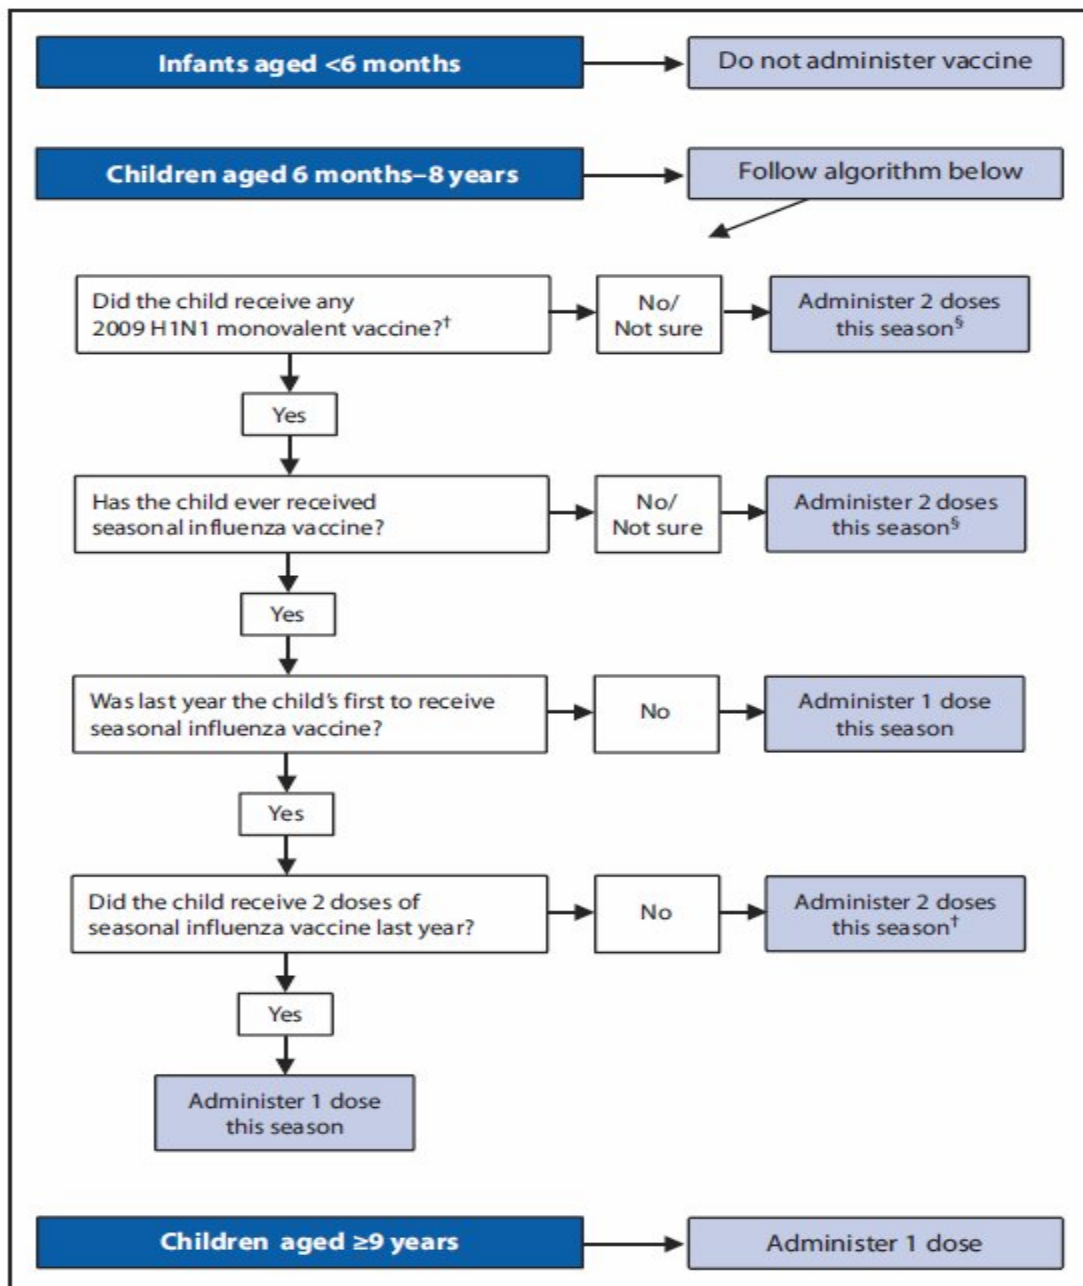 Infants aged <6 months
Do not administer vaccine
Children aged 6 months–8 years
Follow algorithm below
Did the child receive any
2009 H1N1 monovalent vaccine?†
No/
Not sure
Administer 2 doses
this season§
Yes
Has the child ever received
seasonal influenza vaccine?
No/
Not sure
Administer 2 doses
this season§
Yes
Was last year the child’s first to receive
seasonal influenza vaccine?
No
Administer 1 dose
this season
Yes
Did the child receive 2 doses of
seasonal influenza vaccine last year?
No
Administer 2 doses
this season†
Yes
Administer 1 dose
this season
Children aged ≥9 years
Administer 1 dose